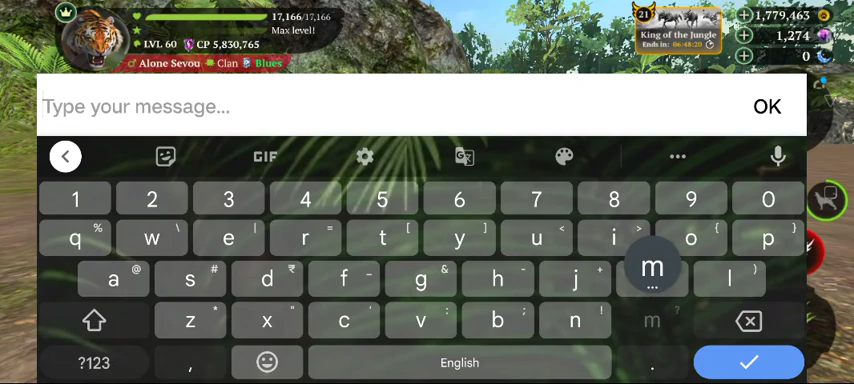 17,166/17,166
Max level!
LVL 60 CP 5,830,765
Alone Sevou Clan Blues
21
King of the Jungle
Ends in: 06:48:20
1,779,463
1,274
0
Type your message...
OK
GIF
1 2 3 4 5 6 7 8 9 0
q % w \ e | r = t [ y ] u < i > o { p }
a @ s # d ₹ f _ g & h - j + m ... l )
z * x " c ' v : b ; n ! m ?
?123 , English .